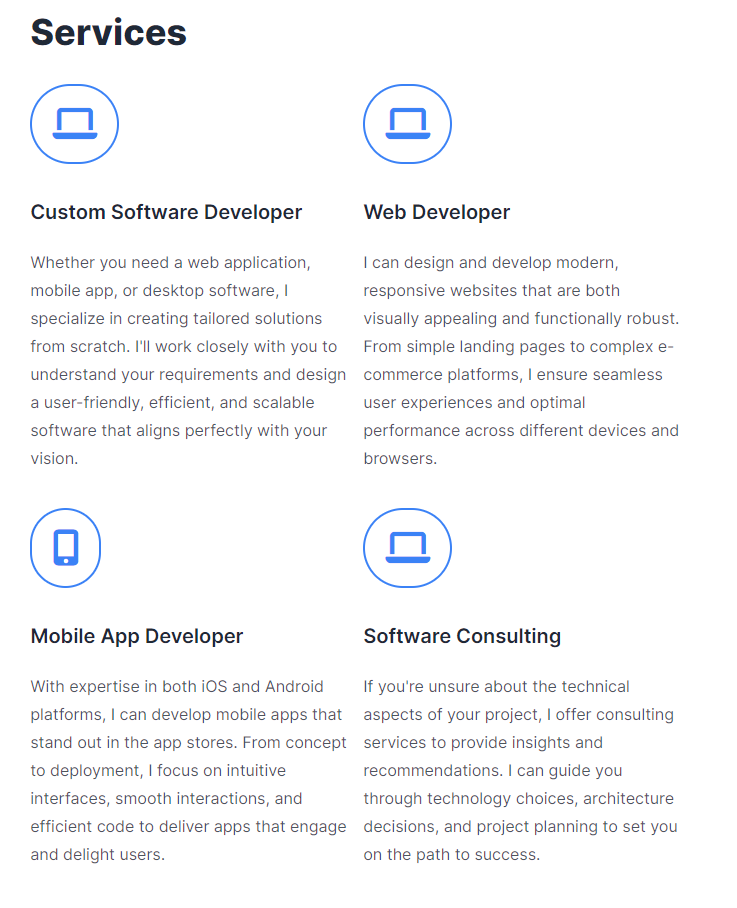 Services
Custom Software Developer
Whether you need a web application,
mobile app, or desktop software, I
specialize in creating tailored solutions
from scratch. I'll work closely with you to
understand your requirements and design
a user-friendly, efficient, and scalable
software that aligns perfectly with your
vision.
Web Developer
I can design and develop modern,
responsive websites that are both
visually appealing and functionally robust.
From simple landing pages to complex e-
commerce platforms, I ensure seamless
user experiences and optimal
performance across different devices and
browsers.
Mobile App Developer
With expertise in both iOS and Android
platforms, I can develop mobile apps that
stand out in the app stores. From concept
to deployment, I focus on intuitive
interfaces, smooth interactions, and
efficient code to deliver apps that engage
and delight users.
Software Consulting
If you're unsure about the technical
aspects of your project, I offer consulting
services to provide insights and
recommendations. I can guide you
through technology choices, architecture
decisions, and project planning to set you
on the path to success.